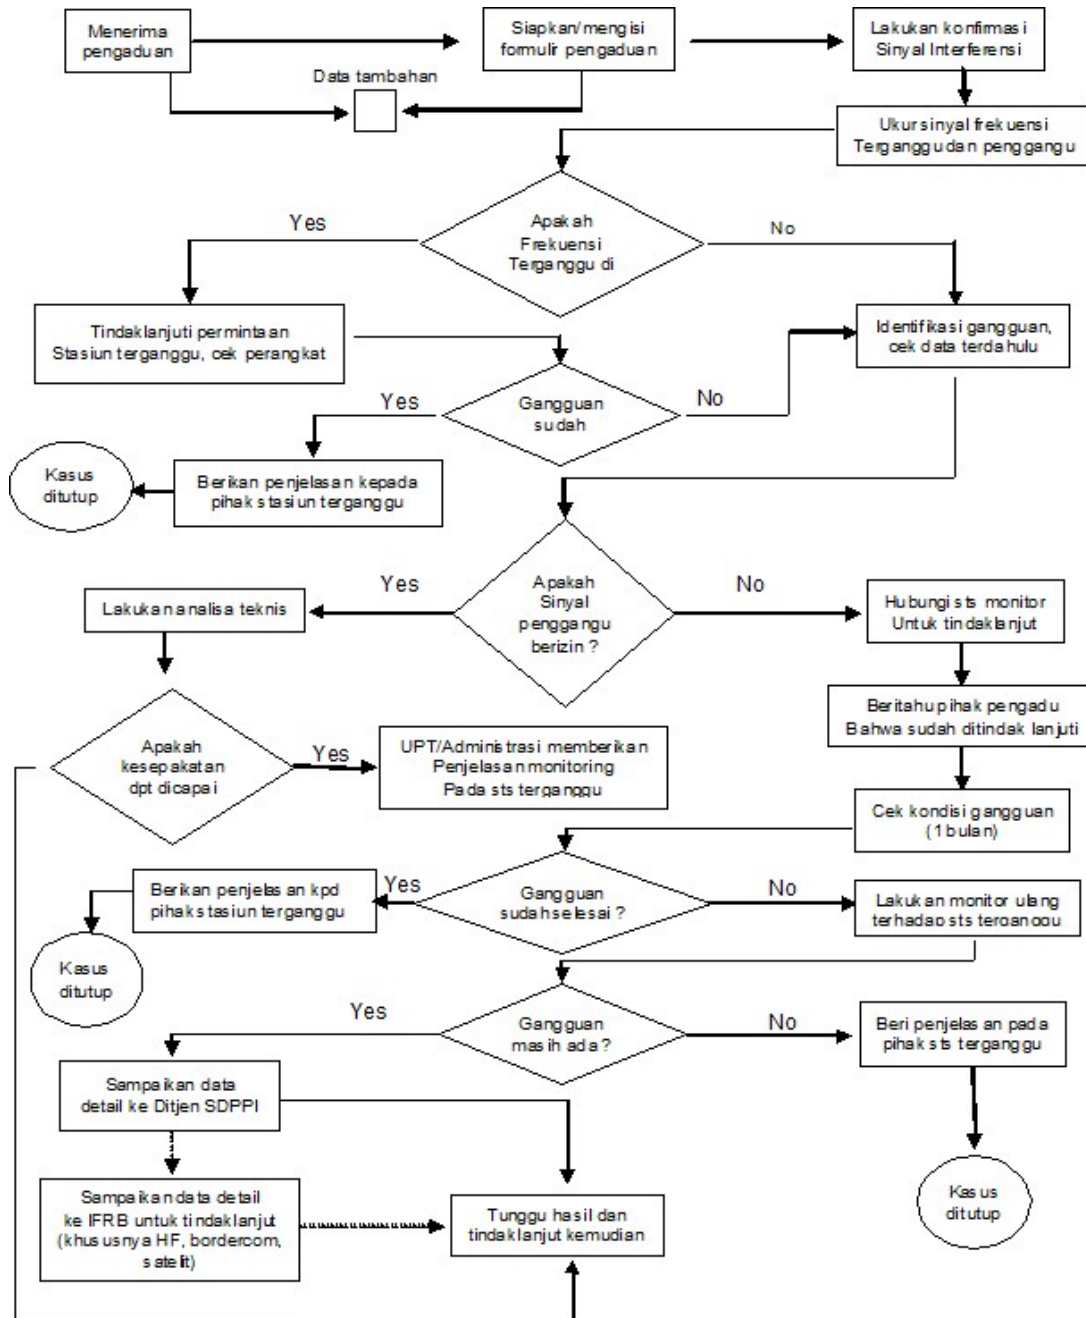 Menerima
pengaduan
Siapkan/mengisi
formulir pengaduan
Lakukan konfirmasi
Sinyal Interferensi
Data tambahan
Ukur sinyal frekuensi
Terganggu dan penggangu
Apakah
Frekuensi
Terganggu di
Yes
No
Tindaklanjuti permintaan
Stasiun terganggu, cek perangkat
Identifikasi gangguan,
cek data terdahulu
Gangguan
sudah
Yes
No
Kasus
ditutup
Berikan penjelasan kepada
pihak stasiun terganggu
Apakah
Sinyal
penggangu
berizin ?
Yes
No
Lakukan analisa teknis
Hubungi sts monitor
Untuk tindaklanjut
Beritahu pihak pengadu
Bahwa sudah ditindak lanjuti
Apakah
kesepakatan
dpt dicapai
Yes
UPT/Administrasi memberikan
Penjelasan monitoring
Pada sts terganggu
Cek kondisi gangguan
(1 bulan)
Gangguan
sudah selesai ?
Yes
No
Berikan penjelasan kpd
pihak stasiun terganggu
Lakukan monitor ulang
terhadap sts terganggu
Kasus
ditutup
Gangguan
masih ada ?
Yes
No
Beri penjelasan pada
pihak sts terganggu
Sampaikan data
detail ke Ditjen SDPPI
Sampaikan data detail
ke IFRB untuk tindaklanjut
(khususnya HF, bordercom,
satelit)
Tunggu hasil dan
tindaklanjut kemudian
Kasus
ditutup